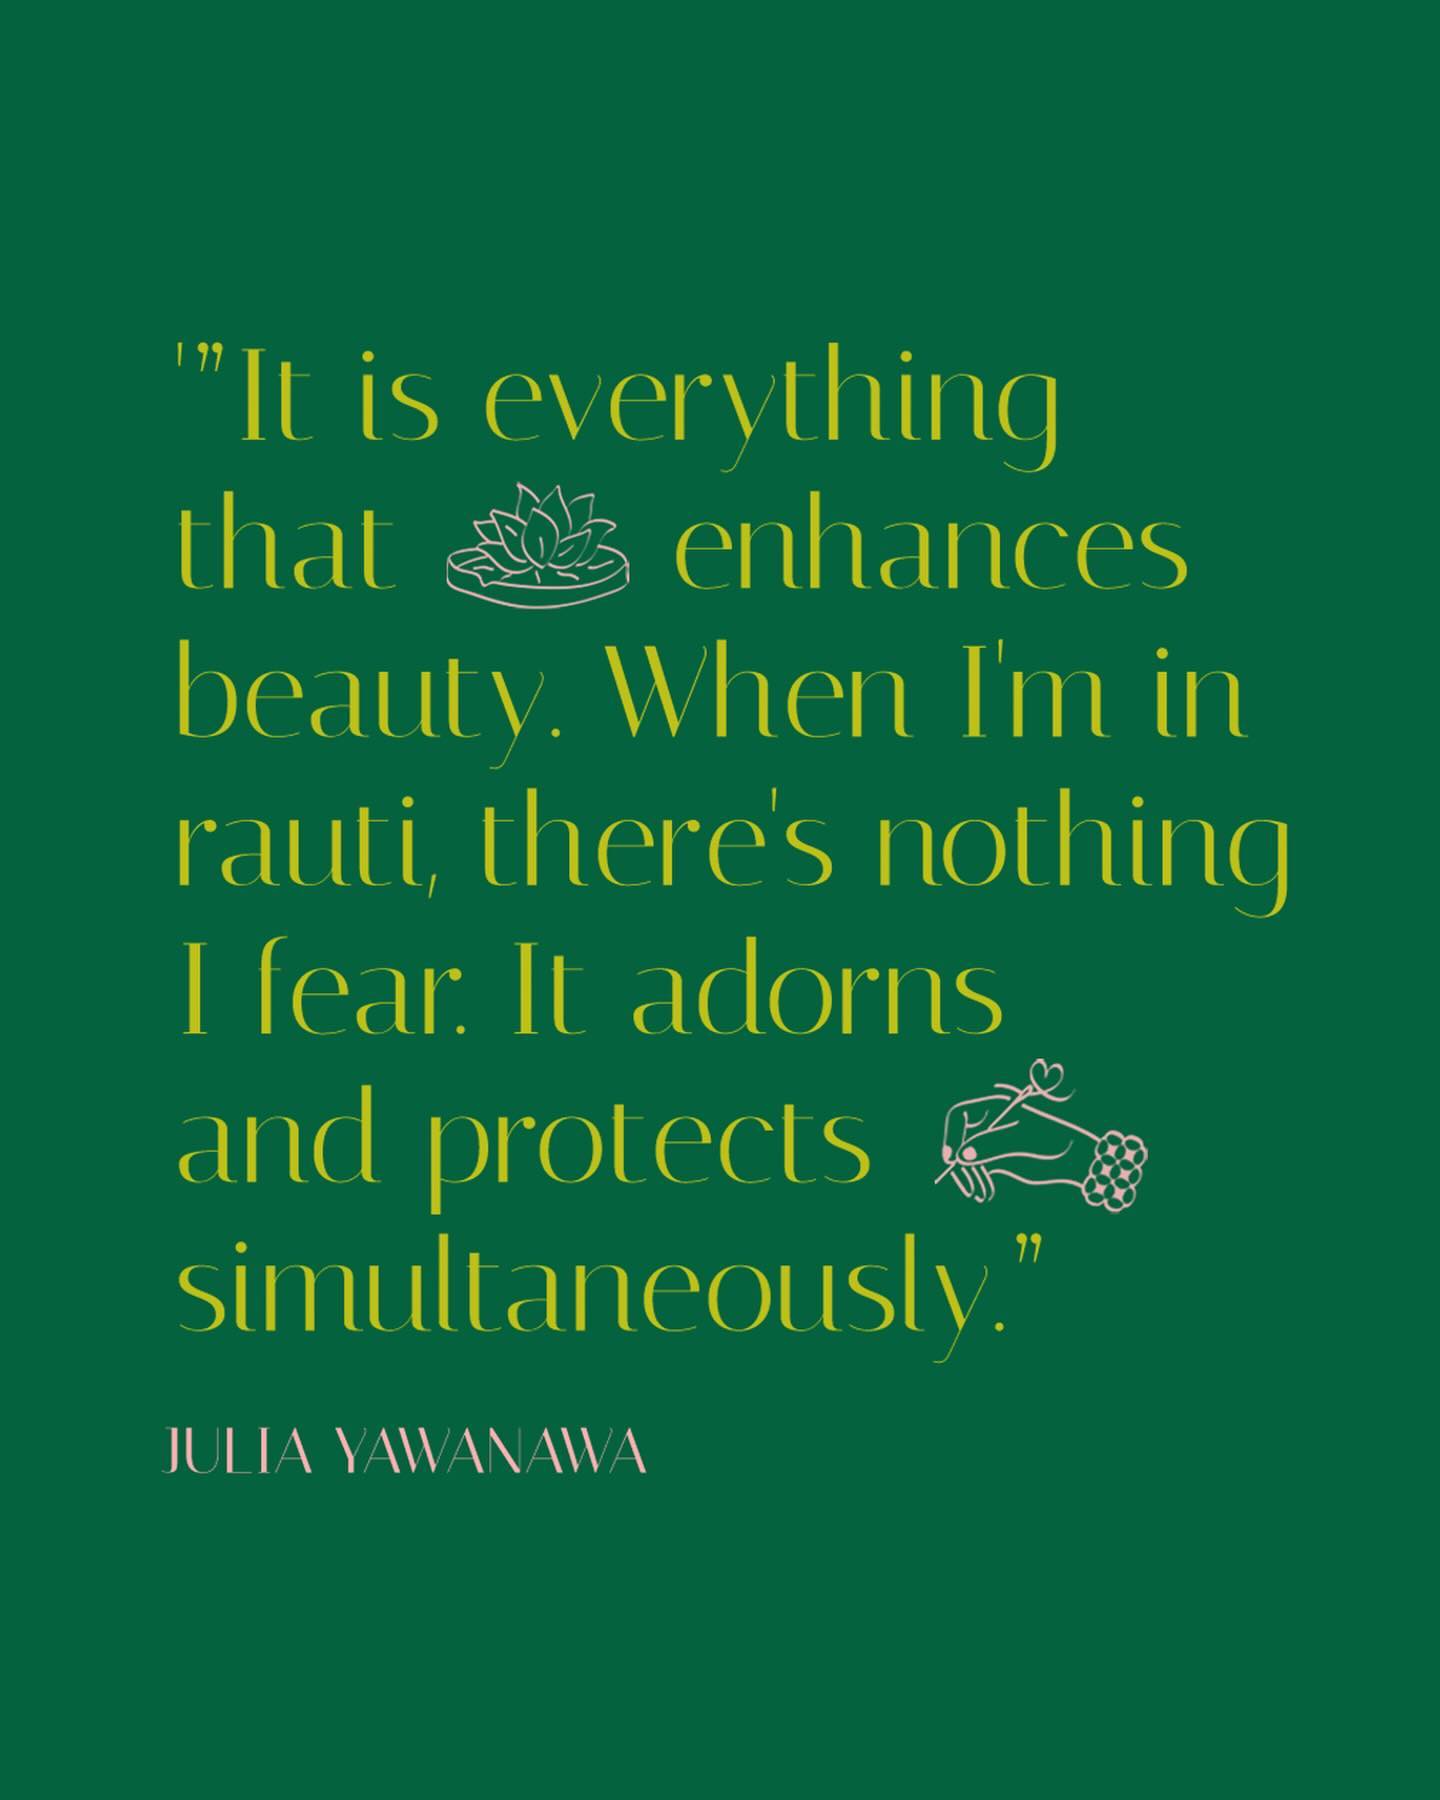 '”It is everything
that enhances
beauty. When I'm in
rauti, there's nothing
I fear. It adorns
and protects
simultaneously.”
JULIA YAWANAWA